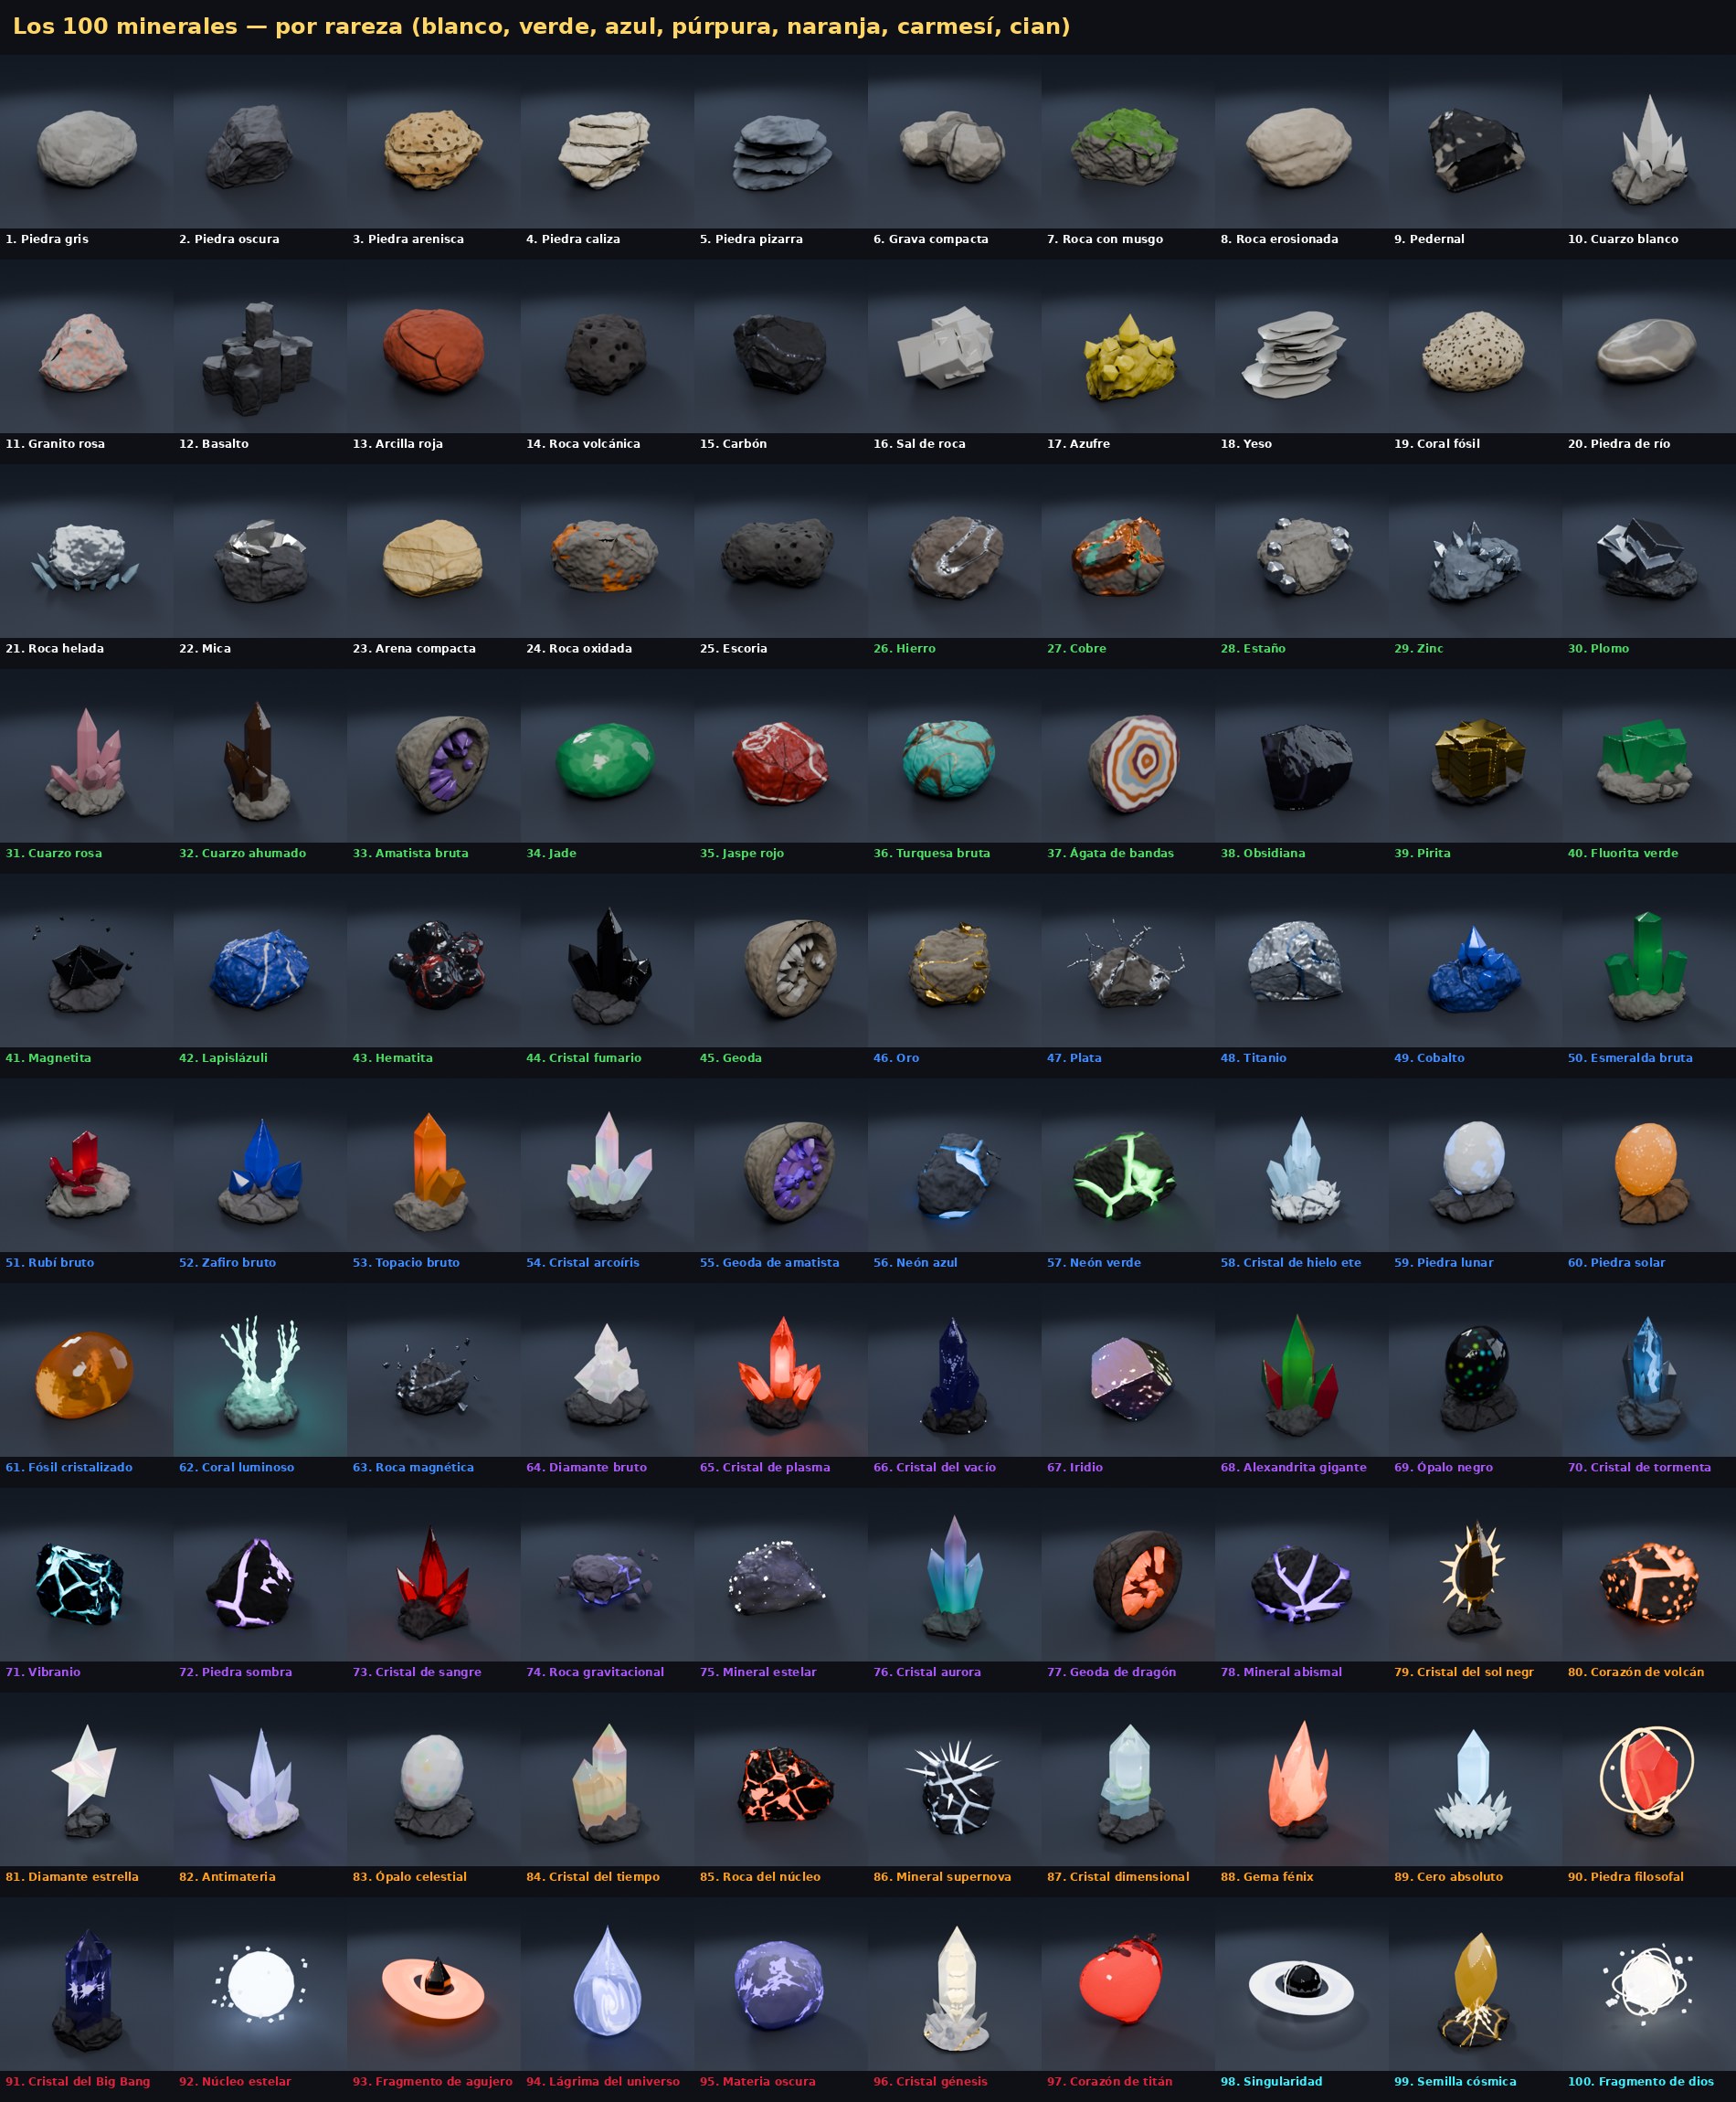 Los 100 minerales — por rareza (blanco, verde, azul, púrpura, naranja, carmesí, cian)
1. Piedra gris
2. Piedra oscura
3. Piedra arenisca
4. Piedra caliza
5. Piedra pizarra
6. Grava compacta
7. Roca con musgo
8. Roca erosionada
9. Pedernal
10. Cuarzo blanco
11. Granito rosa
12. Basalto
13. Arcilla roja
14. Roca volcánica
15. Carbón
16. Sal de roca
17. Azufre
18. Yeso
19. Coral fósil
20. Piedra de río
21. Roca helada
22. Mica
23. Arena compacta
24. Roca oxidada
25. Escoria
26. Hierro
27. Cobre
28. Estaño
29. Zinc
30. Plomo
31. Cuarzo rosa
32. Cuarzo ahumado
33. Amatista bruta
34. Jade
35. Jaspe rojo
36. Turquesa bruta
37. Ágata de bandas
38. Obsidiana
39. Pirita
40. Fluorita verde
41. Magnetita
42. Lapislázuli
43. Hematita
44. Cristal fumario
45. Geoda
46. Oro
47. Plata
48. Titanio
49. Cobalto
50. Esmeralda bruta
51. Rubí bruto
52. Zafiro bruto
53. Topacio bruto
54. Cristal arcoíris
55. Geoda de amatista
56. Neón azul
57. Neón verde
58. Cristal de hielo ete
59. Piedra lunar
60. Piedra solar
61. Fósil cristalizado
62. Coral luminoso
63. Roca magnética
64. Diamante bruto
65. Cristal de plasma
66. Cristal del vacío
67. Iridio
68. Alexandrita gigante
69. Ópalo negro
70. Cristal de tormenta
71. Vibranio
72. Piedra sombra
73. Cristal de sangre
74. Roca gravitacional
75. Mineral estelar
76. Cristal aurora
77. Geoda de dragón
78. Mineral abismal
79. Cristal del sol negr
80. Corazón de volcán
81. Diamante estrella
82. Antimateria
83. Ópalo celestial
84. Cristal del tiempo
85. Roca del núcleo
86. Mineral supernova
87. Cristal dimensional
88. Gema fénix
89. Cero absoluto
90. Piedra filosofal
91. Cristal del Big Bang
92. Núcleo estelar
93. Fragmento de agujero
94. Lágrima del universo
95. Materia oscura
96. Cristal génesis
97. Corazón de titán
98. Singularidad
99. Semilla cósmica
100. Fragmento de dios